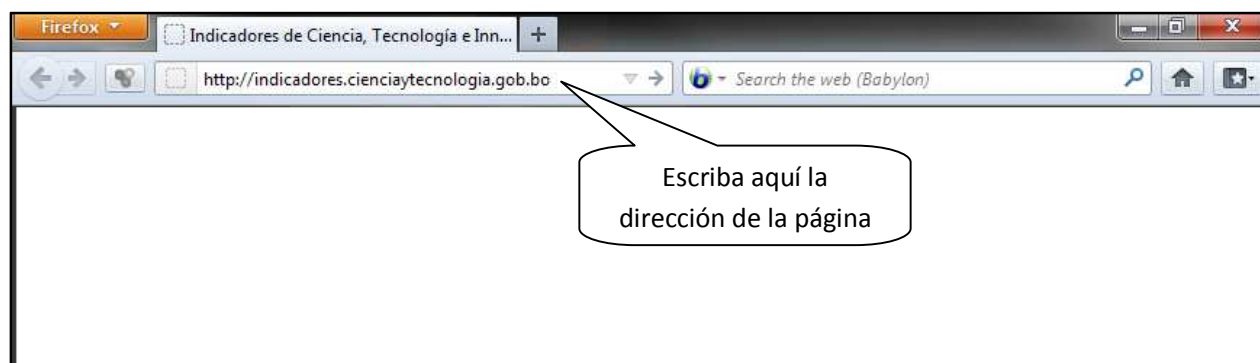 Firefox
Indicadores de Ciencia, Tecnología e Inn...
http://indicadores.cienciaytecnologia.gob.bo
Search the web (Babylon)
Escriba aquí la
dirección de la página